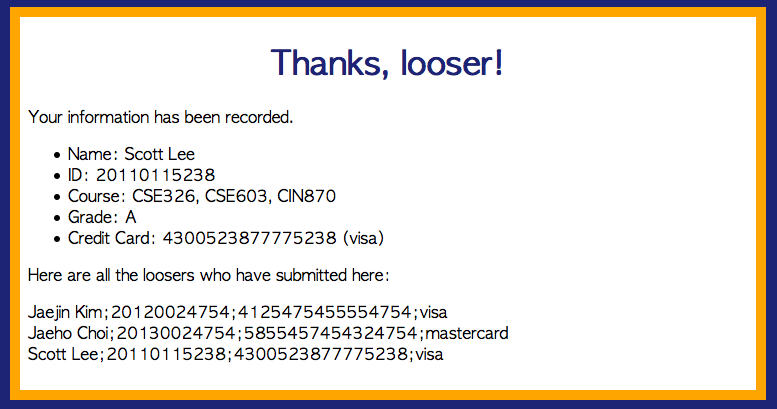 Thanks, looser!
Your information has been recorded.
• Name: Scott Lee
• ID: 20110115238
• Course: CSE326, CSE603, CIN870
• Grade: A
• Credit Card: 4300523877775238 (visa)
Here are all the loosers who have submitted here:
Jaejin Kim;20120024754;4125475455554754;visa
Jaeho Choi;20130024754;5855457454324754;mastercard
Scott Lee;20110115238;4300523877775238;visa